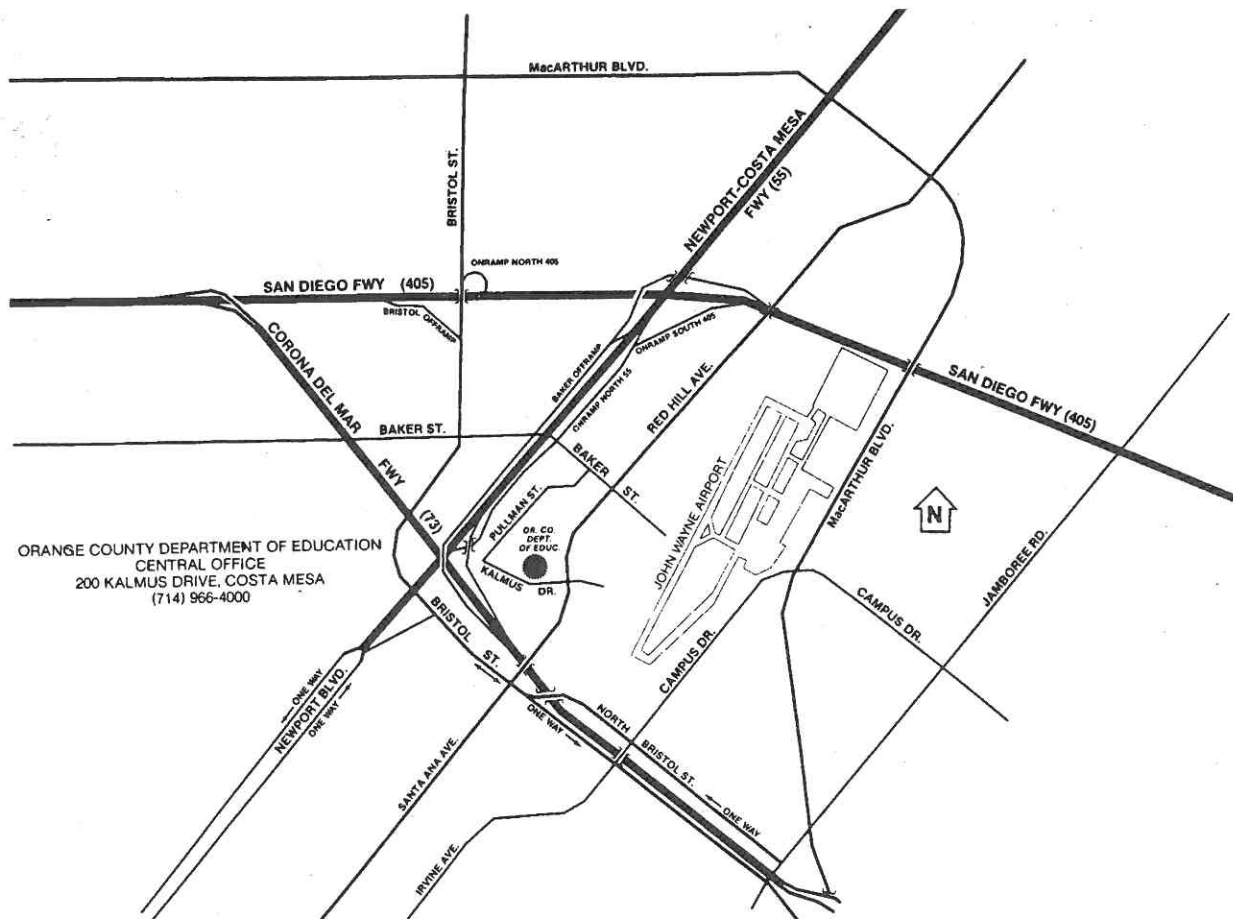 MacARTHUR BLVD.
NEWPORT-COSTA MESA
FWY (55)
BRISTOL ST.
ONRAMP NORTH 405
SAN DIEGO FWY (405)
BRISTOL OFFRAMP
ONRAMP SOUTH 405
BAKER OFFRAMP
ONRAMP NORTH 55
CORONA DEL MAR
FWY
(73)
RED HILL AVE.
SAN DIEGO FWY (405)
BAKER ST.
BAKER
ST.
PULLMAN ST.
OR. CO.
DEPT.
OF EDUC.
KALMUS
DR.
JOHN WAYNE AIRPORT
MacARTHUR BLVD.
N
JAMBOREE RD.
CAMPUS DR.
CAMPUS DR.
ORANGE COUNTY DEPARTMENT OF EDUCATION
CENTRAL OFFICE
200 KALMUS DRIVE, COSTA MESA
(714) 966-4000
BRISTOL
ST.
ONE WAY
NEWPORT BLVD.
ONE WAY
ONE WAY
NORTH
BRISTOL ST.
ONE WAY
SANTA ANA AVE.
IRVINE AVE.